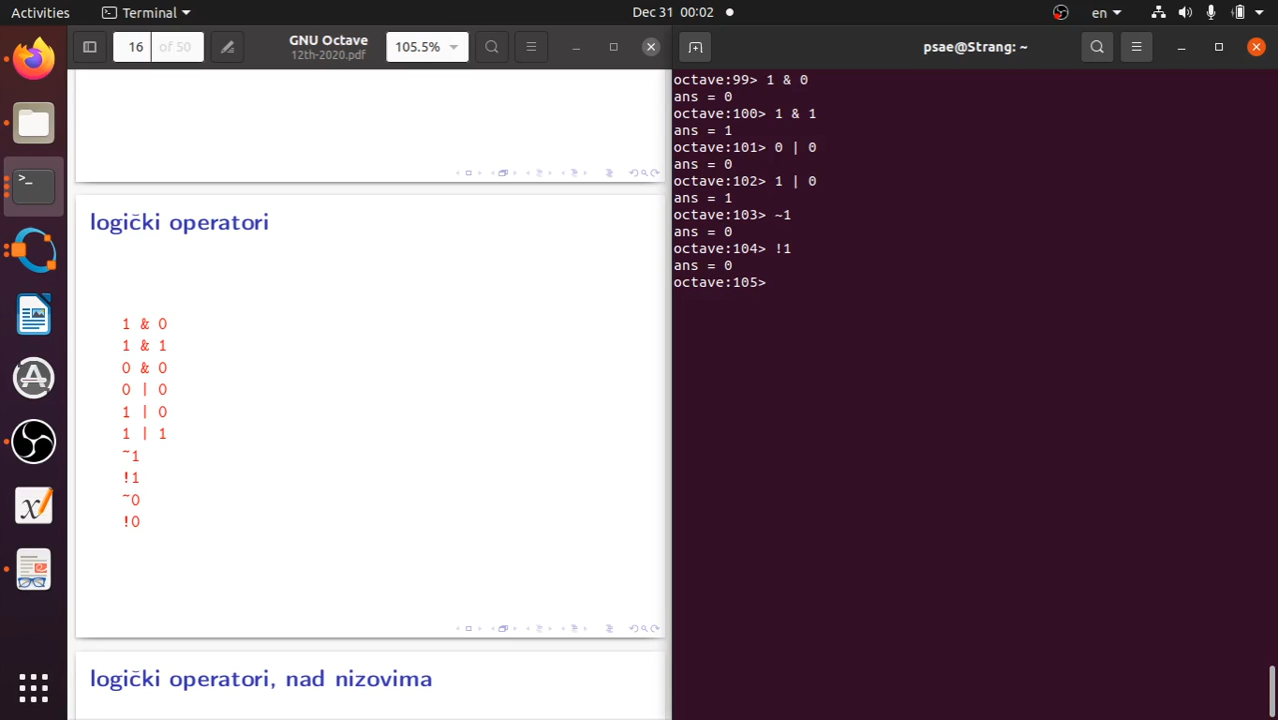 Activities
Terminal
Dec 31 00:02
en
16
of 50
GNU Octave
12th-2020.pdf
105.5%
psae@Strang: ~
logički operatori
1 & 0
1 & 1
0 & 0
0 | 0
1 | 0
1 | 1
~1
!1
~0
!0
logički operatori, nad nizovima
octave:99> 1 & 0
ans = 0
octave:100> 1 & 1
ans = 1
octave:101> 0 | 0
ans = 0
octave:102> 1 | 0
ans = 1
octave:103> ~1
ans = 0
octave:104> !1
ans = 0
octave:105>